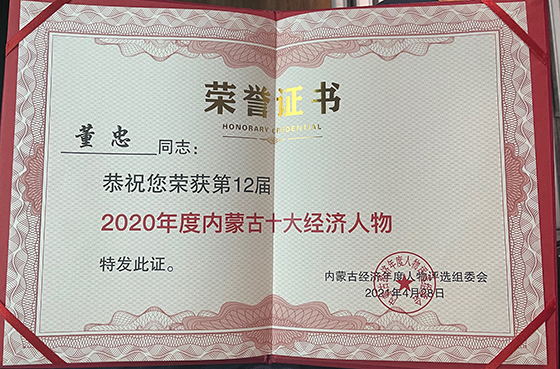 荣誉证书
HONORARY CREDENTIAL
董忠 同志：
恭祝您荣获第12届
2020年度内蒙古十大经济人物
特发此证。
内蒙古经济年度人物评选组委会
2021年4月28日